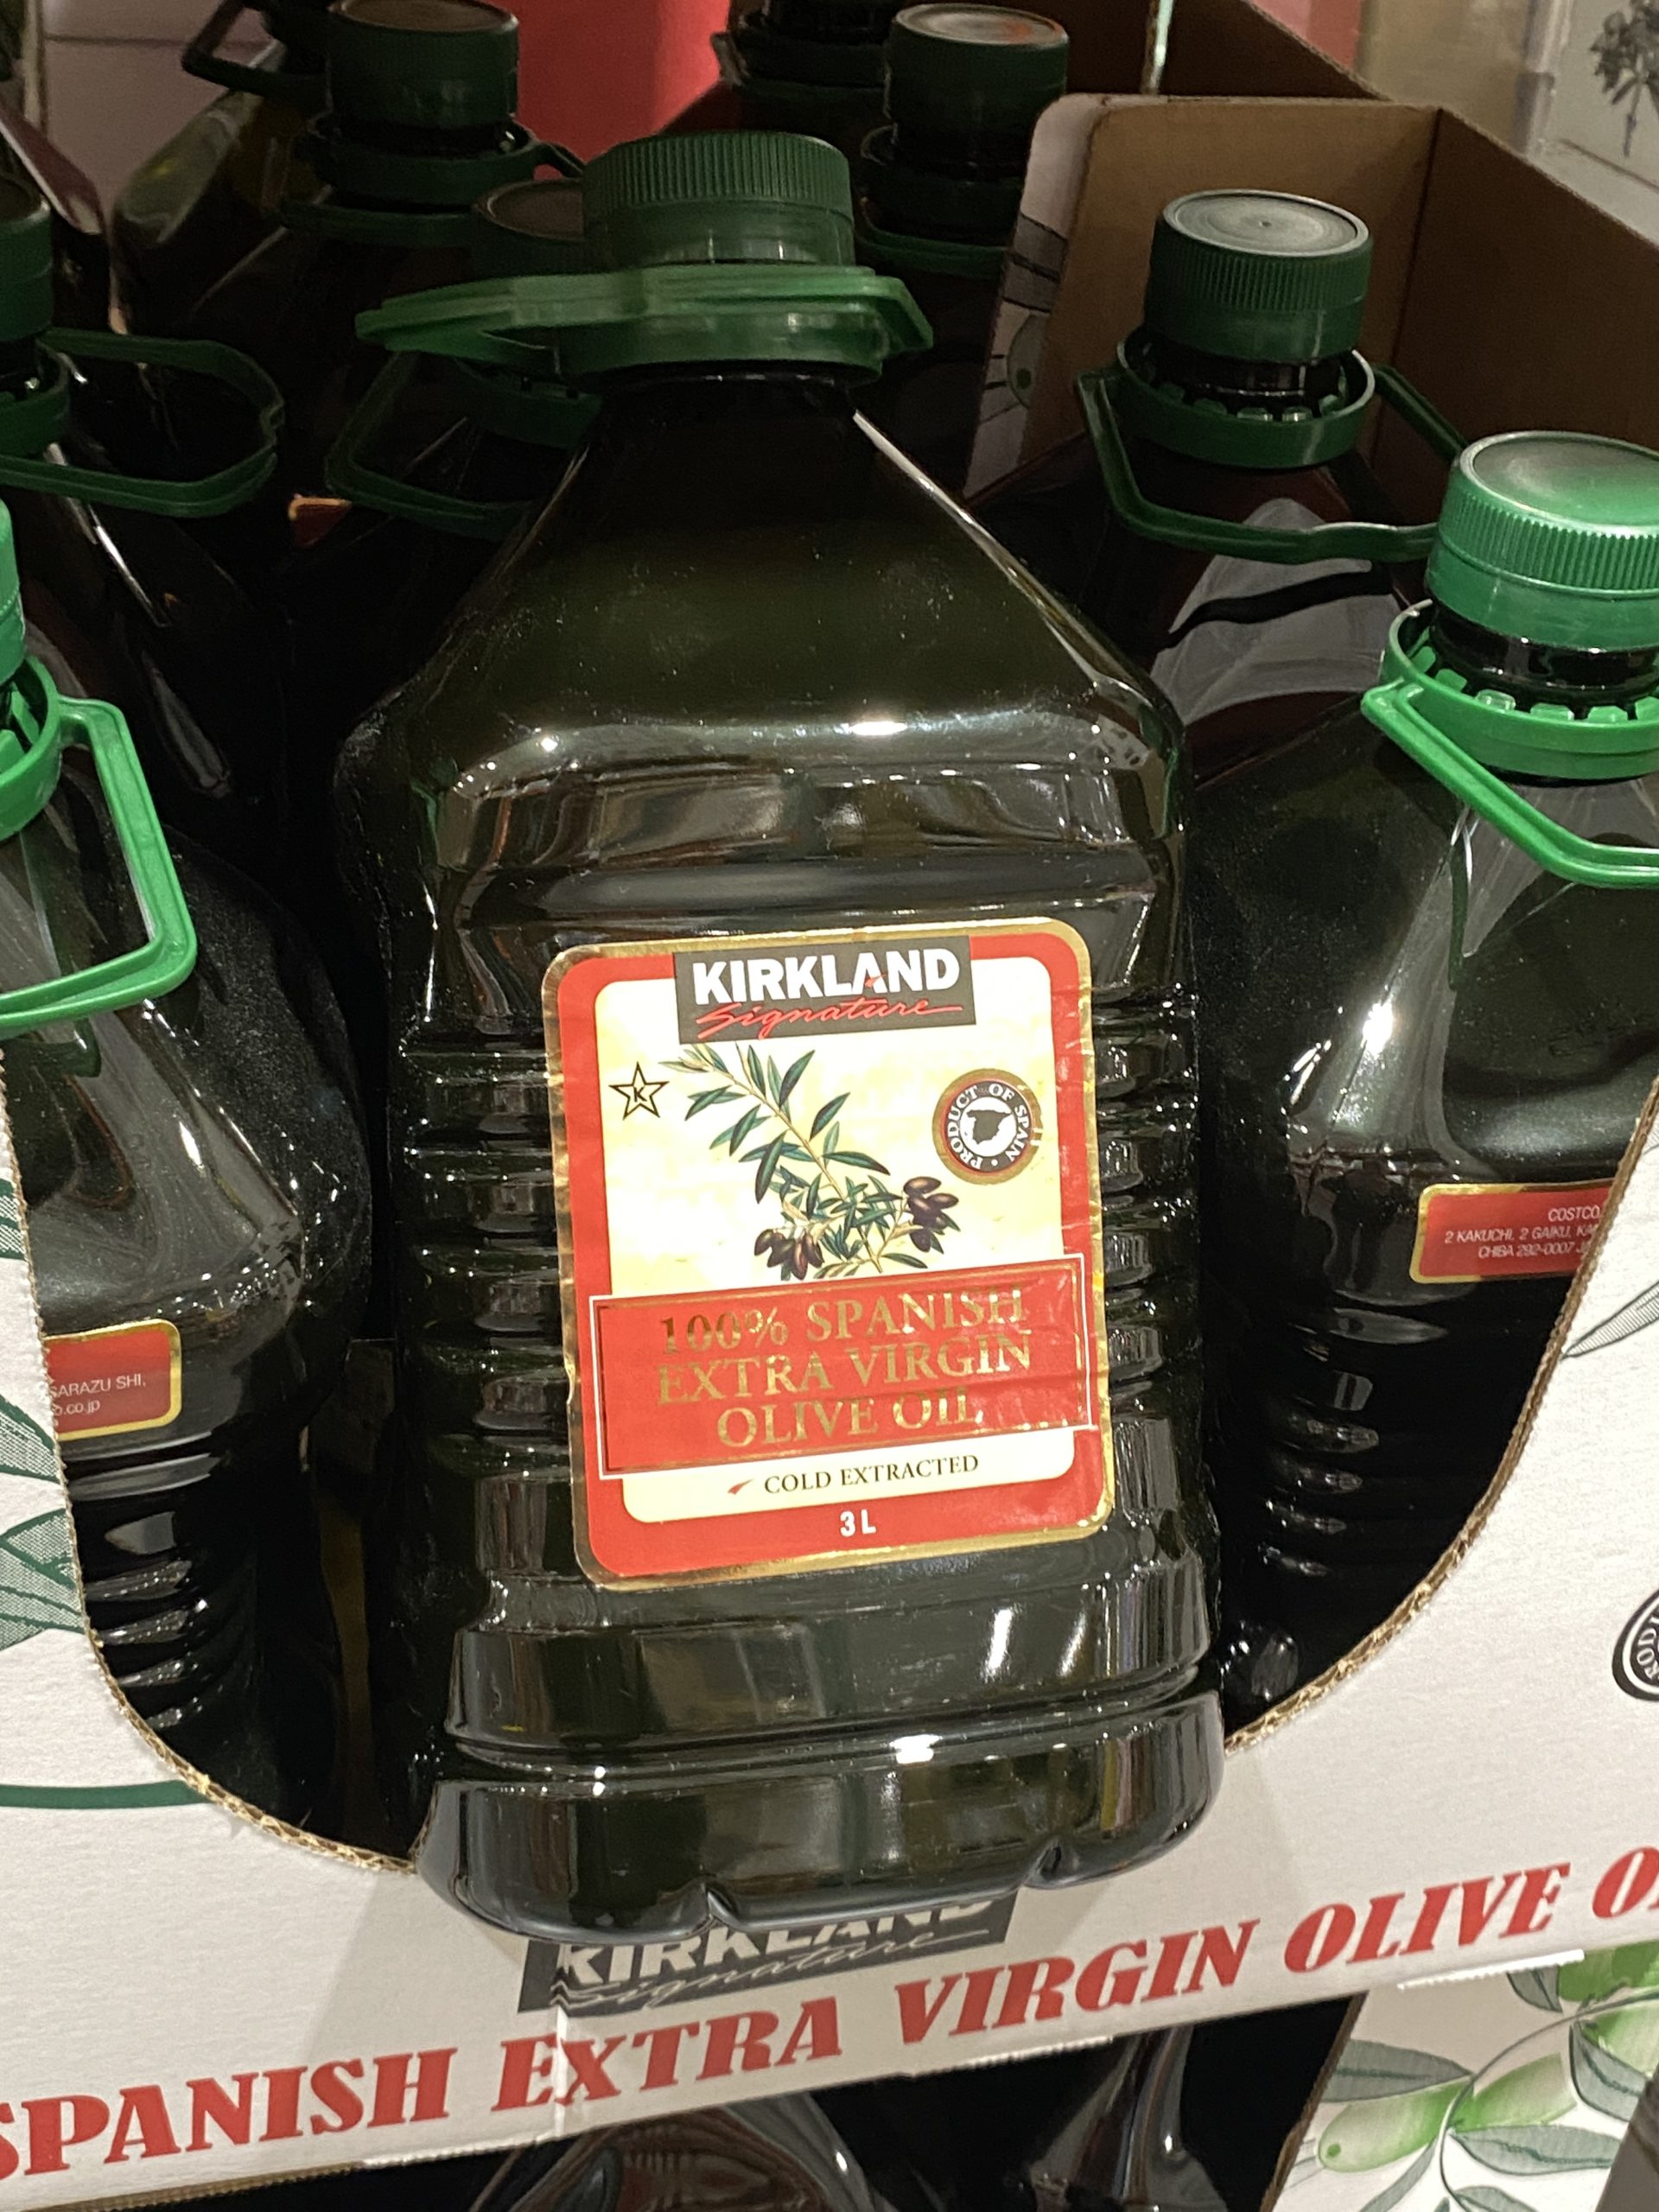 KIRKLAND
Signature
K
PRODUCT OF SPAIN
100% SPANISH
EXTRA VIRGIN
OLIVE OIL
COLD EXTRACTED
3 L
COSTCO
2 KAKUCHI, 2 GAIKU,
CHIBA 292-0007
SARAZU SHI,
.co.jp
KIRKLAND
Signature
SPANISH EXTRA VIRGIN OLIVE